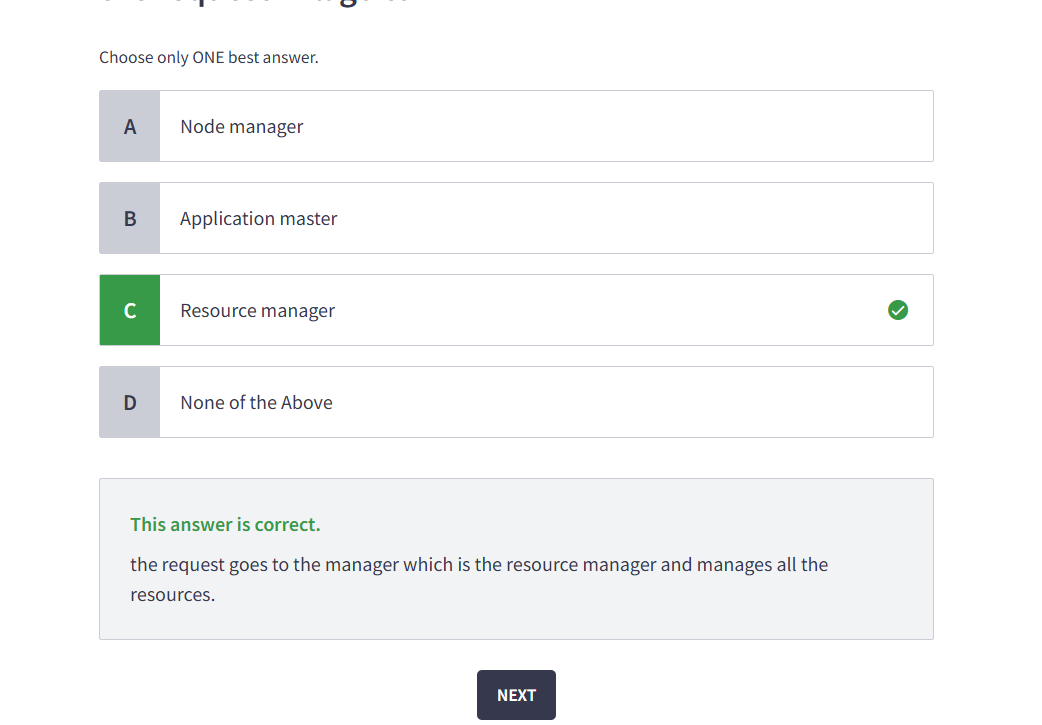 Choose only ONE best answer.
A Node manager
B Application master
C Resource manager
D None of the Above
This answer is correct.
the request goes to the manager which is the resource manager and manages all the
resources.
NEXT